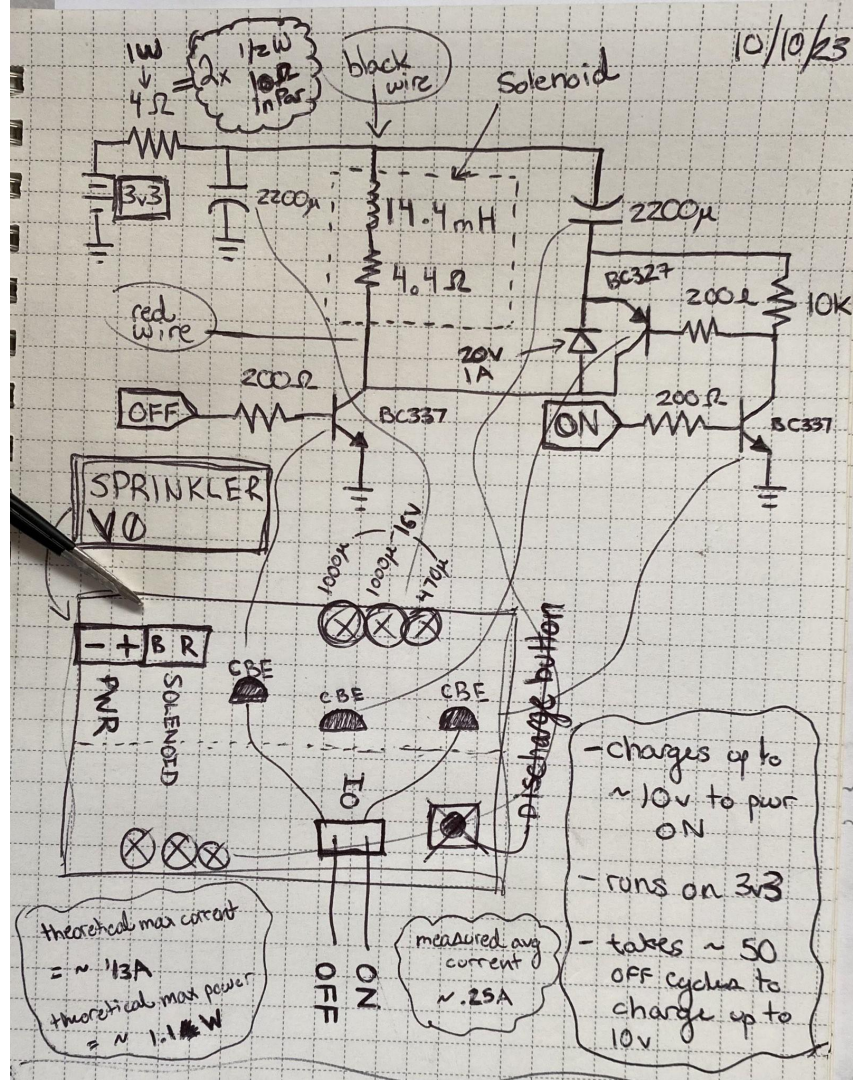 10/10/23
1W
4Ω
=
2x 1/2W
10Ω
in Par
black
wire
Solenoid
3v3
2200µ
14.4mH
4.4Ω
2200µ
BC327
200Ω
10K
red
wire
20V
1A
200Ω
OFF
BC337
200Ω
ON
BC337
SPRINKLER
V0
1000µ
1000µ
16V
470µ
- + B R
PWR
SOLENOID
CBE
CBE
CBE
Discharge button
IO
OFF
ON
theoretical max current
= ~ 1/3A
theoretical max power
= ~ 1.1W
measured avg
current
~ .25A
- charges up to
~ 10v to pwr
ON
- runs on 3v3
- takes ~ 50
OFF cycles to
charge up to
10v